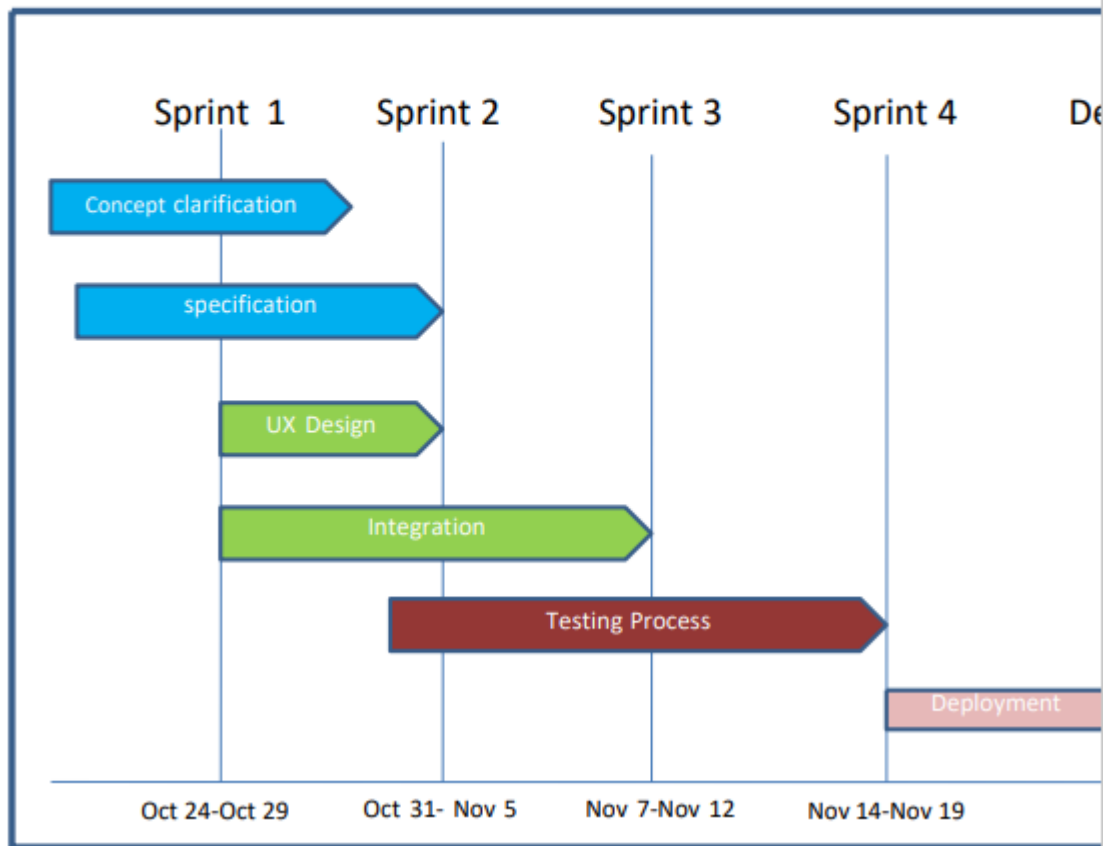 Sprint 1
Sprint 2
Sprint 3
Sprint 4
De
Concept clarification
specification
UX Design
Integration
Testing Process
Deployment
Oct 24-Oct 29
Oct 31- Nov 5
Nov 7-Nov 12
Nov 14-Nov 19